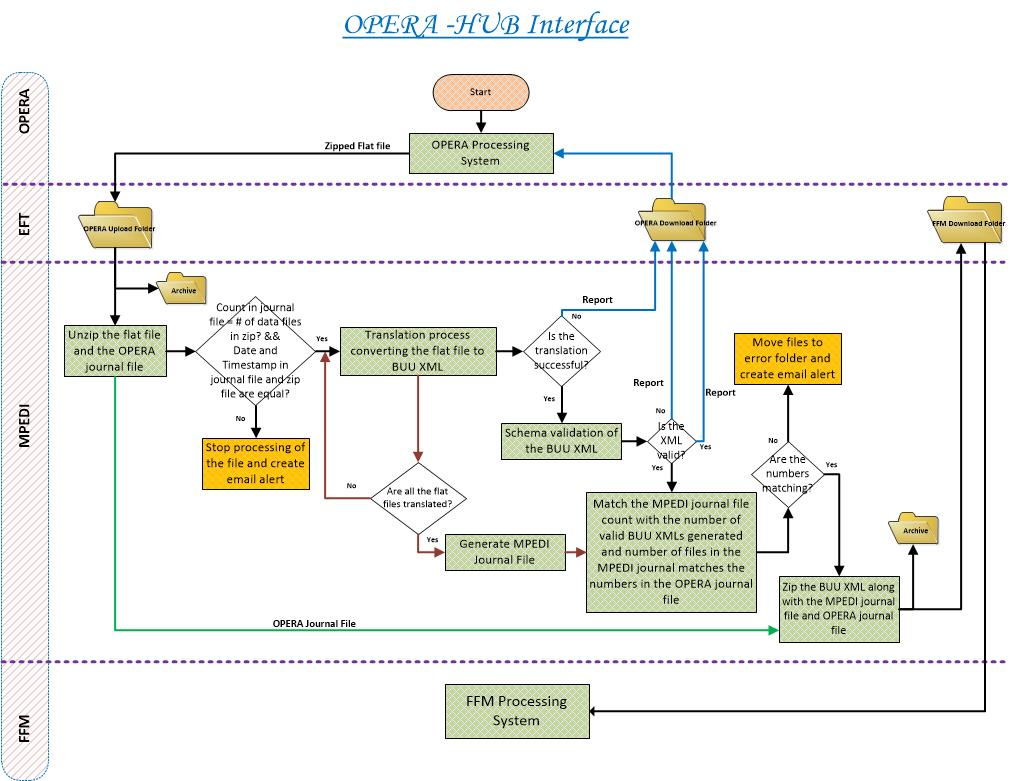 OPERA -HUB Interface
OPERA
Start
Zipped Flat file
OPERA Processing
System
EFT
OPERA Upload Folder
OPERA Download Folder
FFM Download Folder
MPEDI
Archive
Unzip the flat file
and the OPERA
journal file
Count in journal
file = # of data files
in zip? &&
Date and
Timestamp in
journal file and zip
file are equal?
Yes
No
Stop processing of
the file and create
email alert
Translation process
converting the flat file to
BUU XML
Is the
translation
successful?
No
Report
Yes
Schema validation of
the BUU XML
Is the
XML
valid?
No
Report
Yes
Report
Yes
Are all the flat
files translated?
No
Yes
Generate MPEDI
Journal File
Match the MPEDI journal file
count with the number of
valid BUU XMLs generated
and number of files in the
MPEDI journal matches the
numbers in the OPERA journal
file
Move files to
error folder and
create email alert
No
Are the
numbers
matching?
Yes
Archive
Zip the BUU XML along
with the MPEDI journal
file and OPERA journal
file
OPERA Journal File
FFM
FFM Processing
System